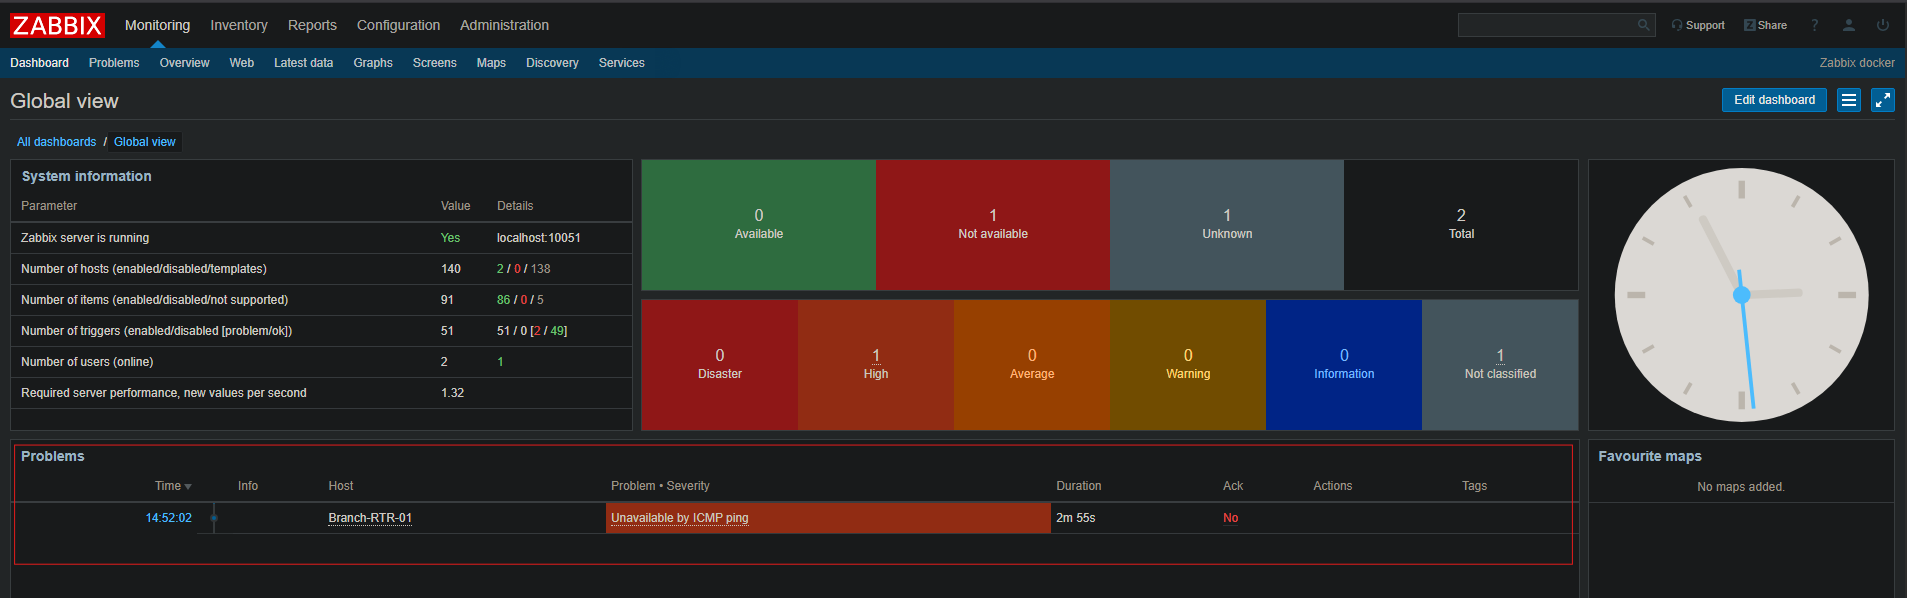 ZABBIX Monitoring Inventory Reports Configuration Administration Support Z Share ?
Dashboard Problems Overview Web Latest data Graphs Screens Maps Discovery Services Zabbix docker
Global view Edit dashboard
All dashboards / Global view
System information
Parameter Value Details
Zabbix server is running Yes localhost:10051
Number of hosts (enabled/disabled/templates) 140 2 / 0 / 138
Number of items (enabled/disabled/not supported) 91 86 / 0 / 5
Number of triggers (enabled/disabled [problem/ok]) 51 51 / 0 [2 / 49]
Number of users (online) 2 1
Required server performance, new values per second 1.32
0 1 1 2
Available Not available Unknown Total
0 1 0 0 0 1
Disaster High Average Warning Information Not classified
Problems
Time Info Host Problem • Severity Duration Ack Actions Tags
14:52:02 Branch-RTR-01 Unavailable by ICMP ping 2m 55s No
Favourite maps
No maps added.